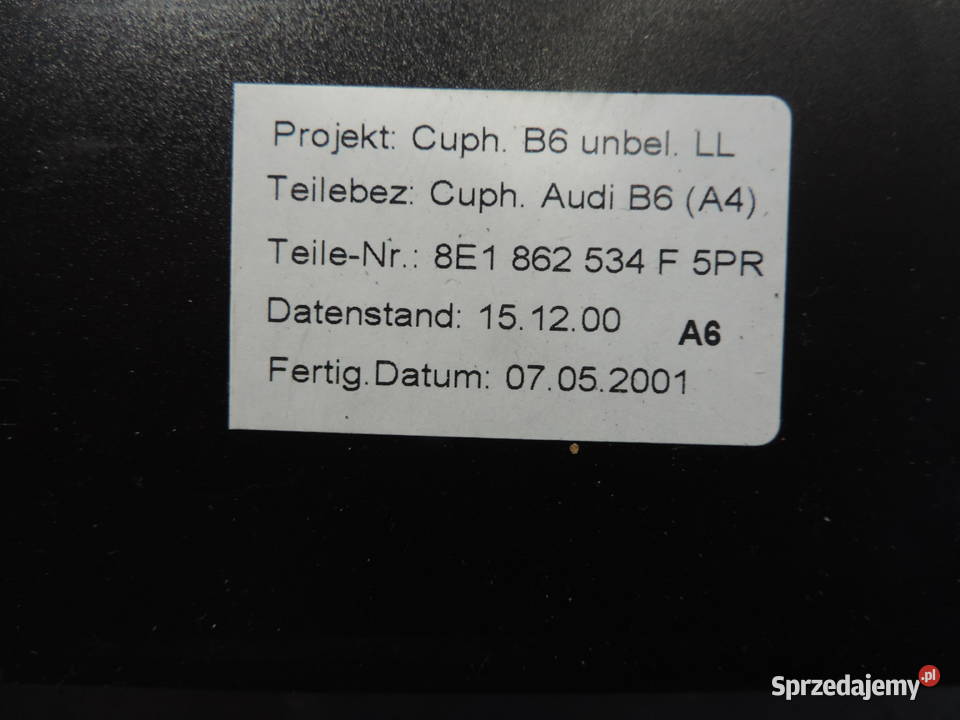 Projekt: Cuph. B6 unbel. LL
Teilebez: Cuph. Audi B6 (A4)
Teile-Nr.: 8E1 862 534 F 5PR
Datenstand: 15.12.00
A6
Fertig.Datum: 07.05.2001
Sprzedajemy.pl